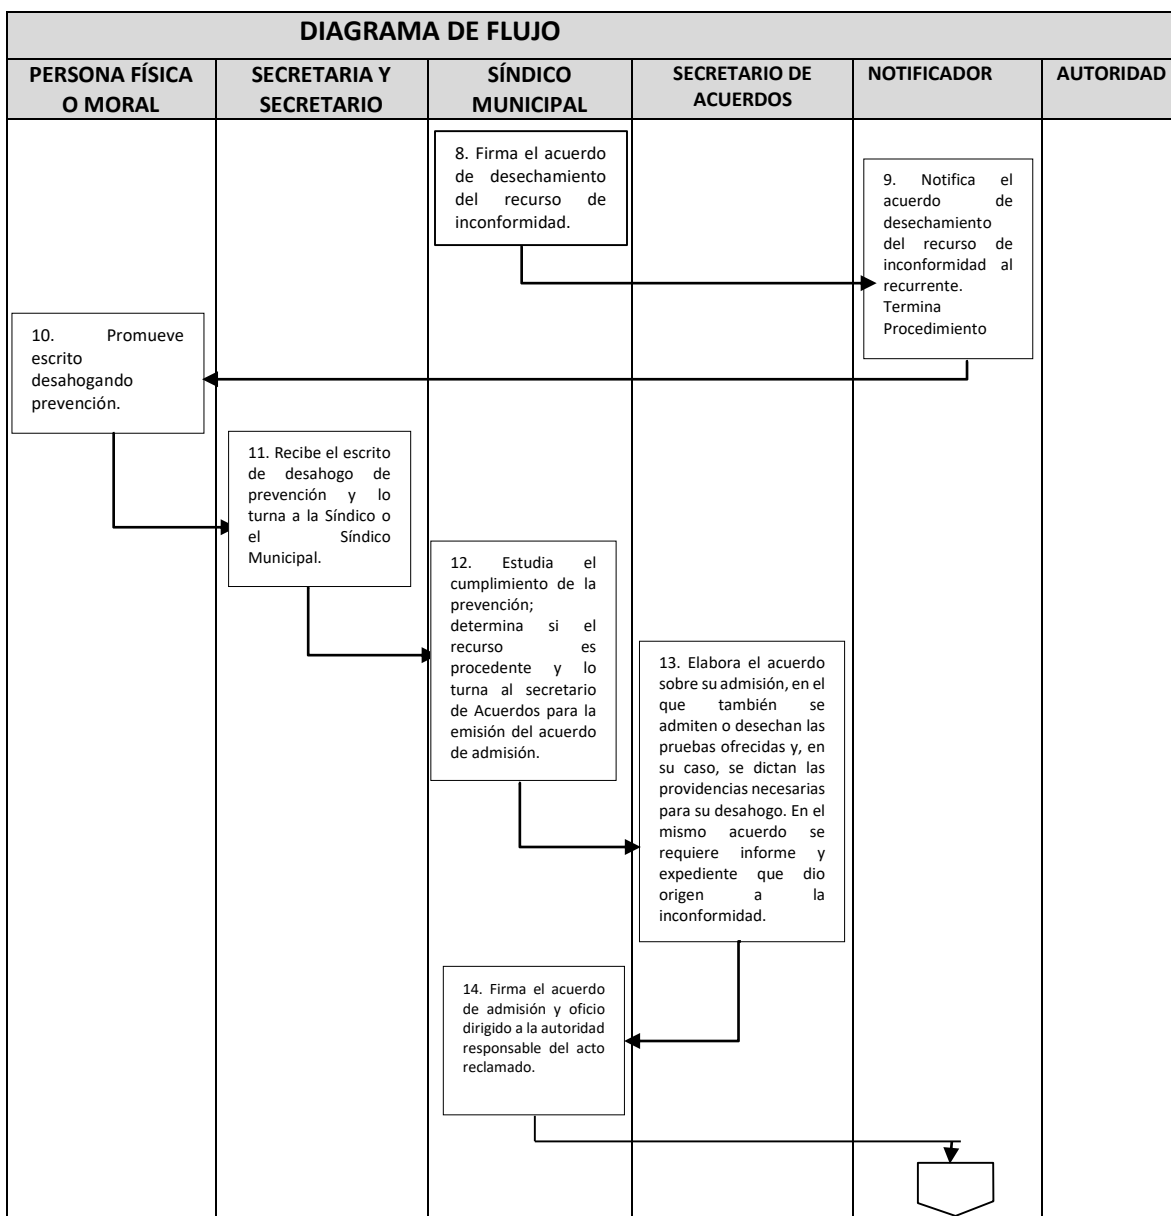 DIAGRAMA DE FLUJO
PERSONA FÍSICA
O MORAL
SECRETARIA Y
SECRETARIO
SÍNDICO
MUNICIPAL
SECRETARIO DE
ACUERDOS
NOTIFICADOR
AUTORIDAD
8. Firma el acuerdo
de desechamiento
del recurso de
inconformidad.
9. Notifica el
acuerdo de
desechamiento
del recurso de
inconformidad al
recurrente.
Termina
Procedimiento
10. Promueve
escrito
desahogando
prevención.
11. Recibe el escrito
de desahogo de
prevención y lo
turna a la Síndico o
el Síndico
Municipal.
12. Estudia el
cumplimiento de la
prevención;
determina si el
recurso es
procedente y lo
turna al secretario
de Acuerdos para la
emisión del acuerdo
de admisión.
13. Elabora el acuerdo
sobre su admisión, en el
que también se
admiten o desechan las
pruebas ofrecidas y, en
su caso, se dictan las
providencias necesarias
para su desahogo. En el
mismo acuerdo se
requiere informe y
expediente que dio
origen a la
inconformidad.
14. Firma el acuerdo
de admisión y oficio
dirigido a la autoridad
responsable del acto
reclamado.